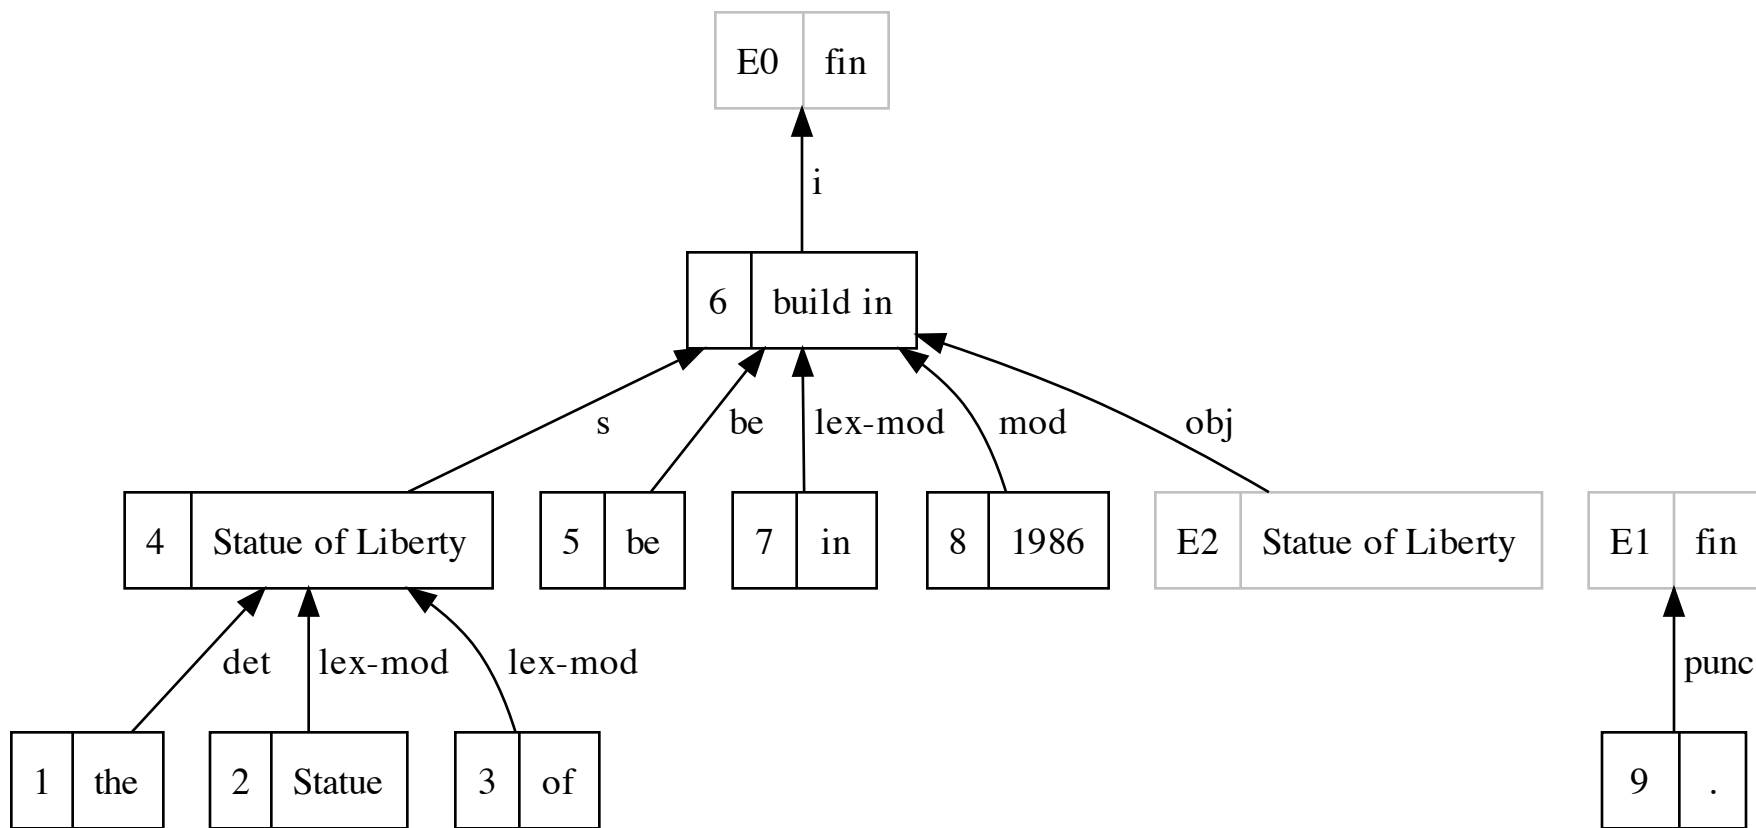 E0 fin
i
6 build in
s be lex-mod mod obj
4 Statue of Liberty 5 be 7 in 8 1986 E2 Statue of Liberty E1 fin
det lex-mod lex-mod punc
1 the 2 Statue 3 of 9 .